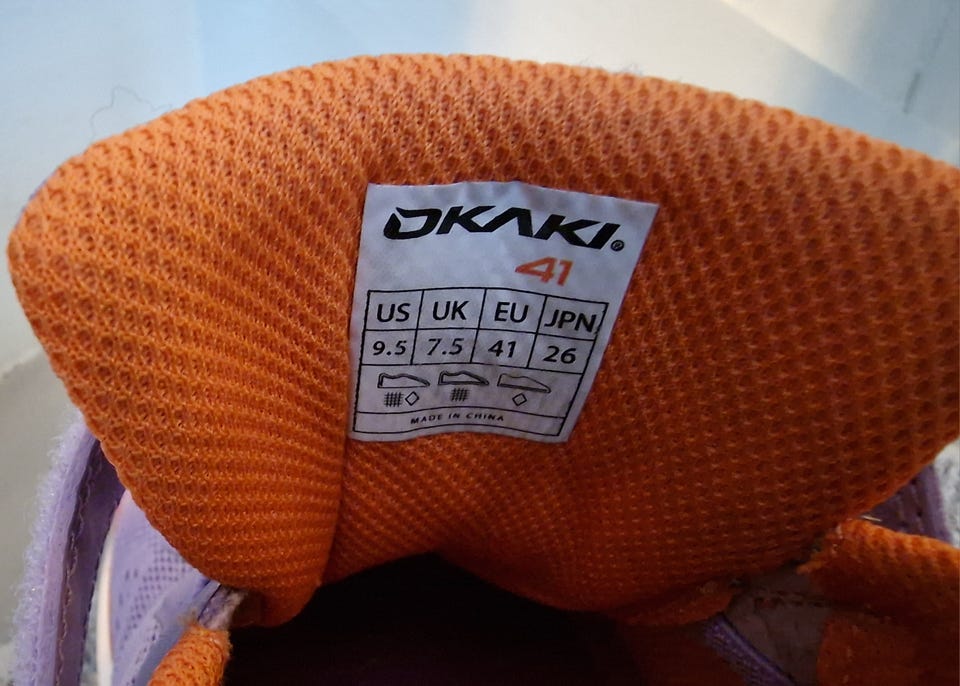 OKAKI®
41
US UK EU JPN
9.5 7.5 41 26
MADE IN CHINA